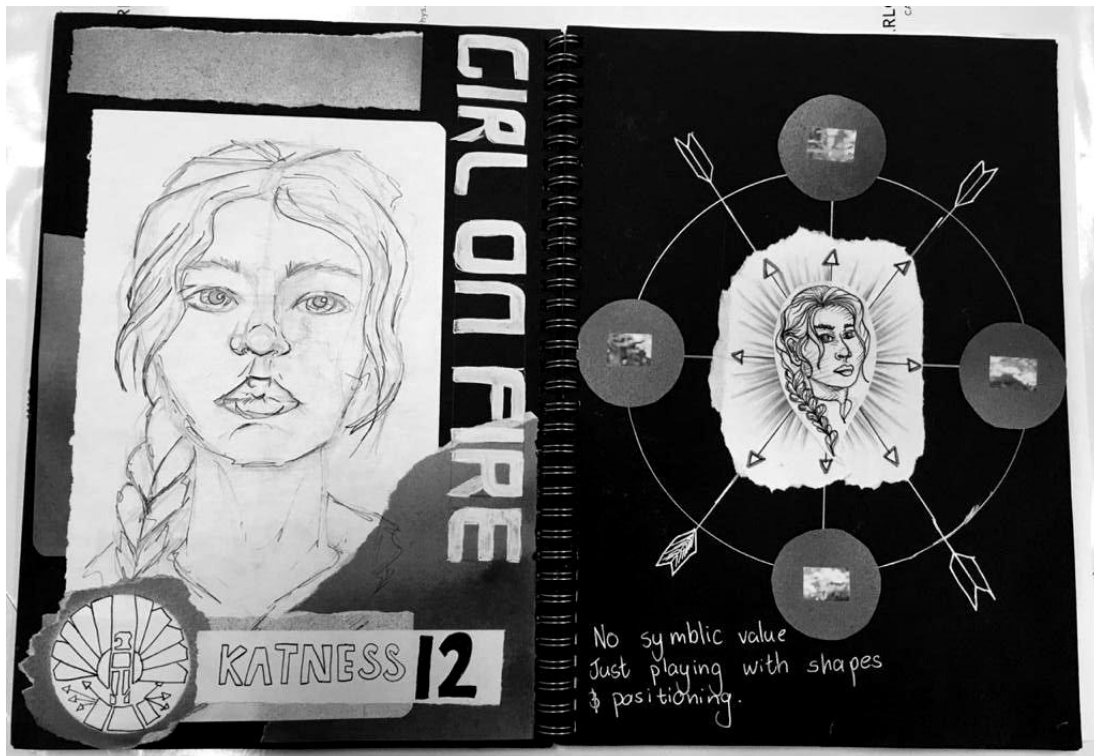 GIRL ON FIRE
KATNESS 12
No symblic value
Just playing with shapes
& positioning.